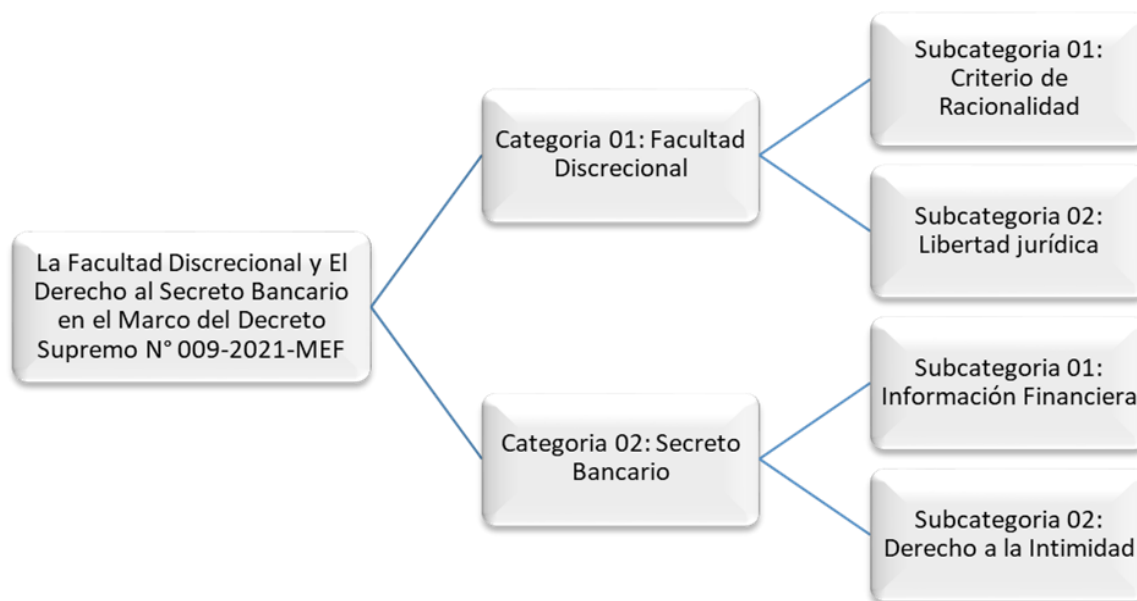 La Facultad Discrecional y El
Derecho al Secreto Bancario
en el Marco del Decreto
Supremo N° 009-2021-MEF
Categoria 01: Facultad
Discrecional
Subcategoria 01:
Criterio de
Racionalidad
Subcategoria 02:
Libertad jurídica
Categoria 02: Secreto
Bancario
Subcategoria 01:
Información Financiera
Subcategoria 02:
Derecho a la Intimidad